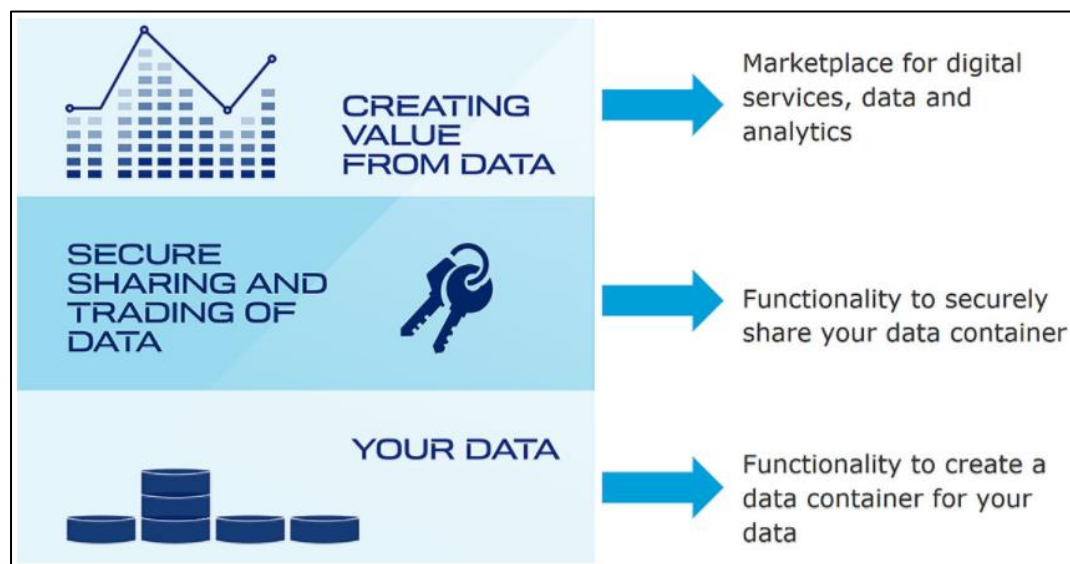 CREATING
VALUE
FROM DATA
Marketplace for digital
services, data and
analytics
SECURE
SHARING AND
TRADING OF
DATA
Functionality to securely
share your data container
YOUR DATA
Functionality to create a
data container for your
data